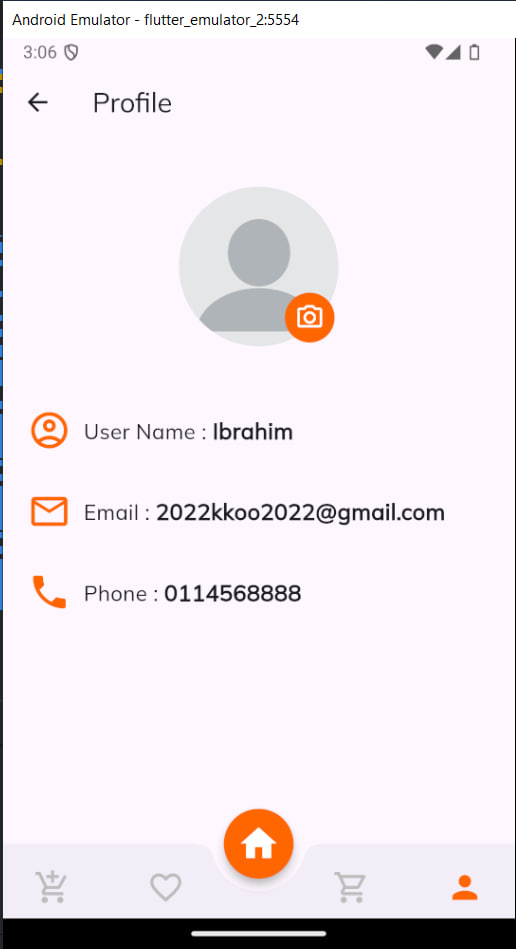 Android Emulator - flutter_emulator_2:5554
3:06
Profile
User Name : Ibrahim
Email : 2022kkoo2022@gmail.com
Phone : 0114568888